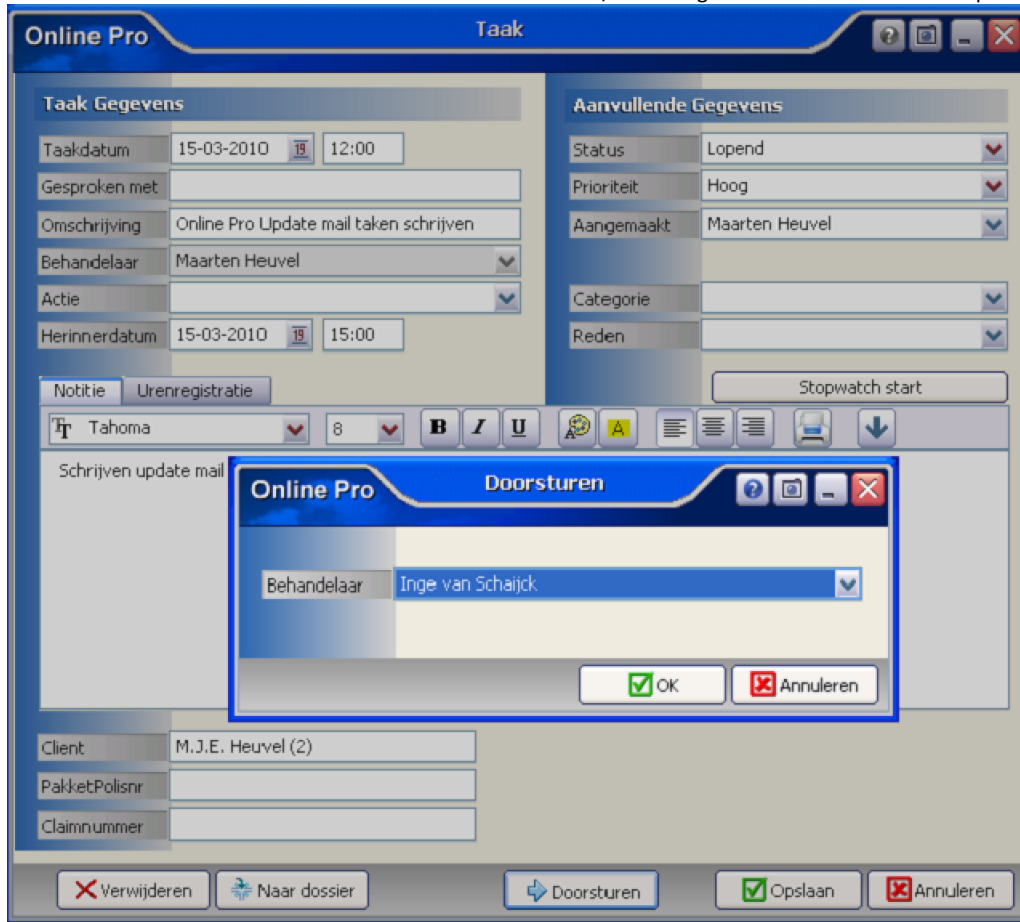 Online Pro Taak
Taak Gegevens
Taakdatum 15-03-2010 19 12:00
Gesproken met
Omschrijving Online Pro Update mail taken schrijven
Behandelaar Maarten Heuvel
Actie
Herinnerdatum 15-03-2010 19 15:00
Aanvullende Gegevens
Status Lopend
Prioriteit Hoog
Aangemaakt Maarten Heuvel
Categorie
Reden
Stopwatch start
Notitie Urenregistratie
Tahoma 8 B I U A
Schrijven update mail
Online Pro Doorsturen
Behandelaar Inge van Schaijck
OK Annuleren
Client M.J.E. Heuvel (2)
PakketPolisnr
Claimnummer
Verwijderen Naar dossier Doorsturen Opslaan Annuleren